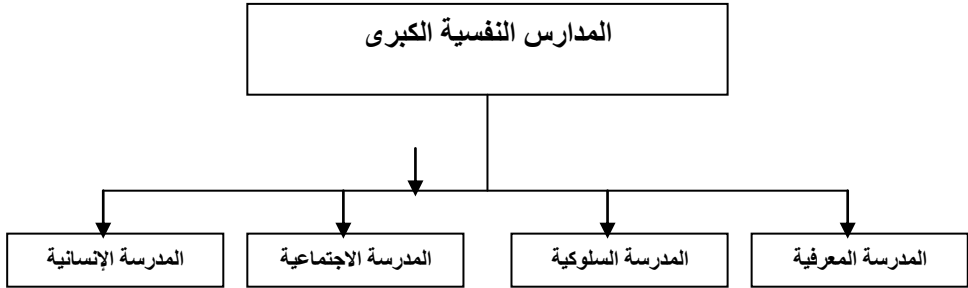 المدارس النفسية الكبرى
المدرسة المعرفية
المدرسة السلوكية
المدرسة الاجتماعية
المدرسة الإنسانية